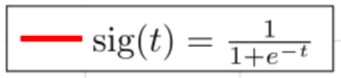 sig(t) = 1/(1+e^{-t})